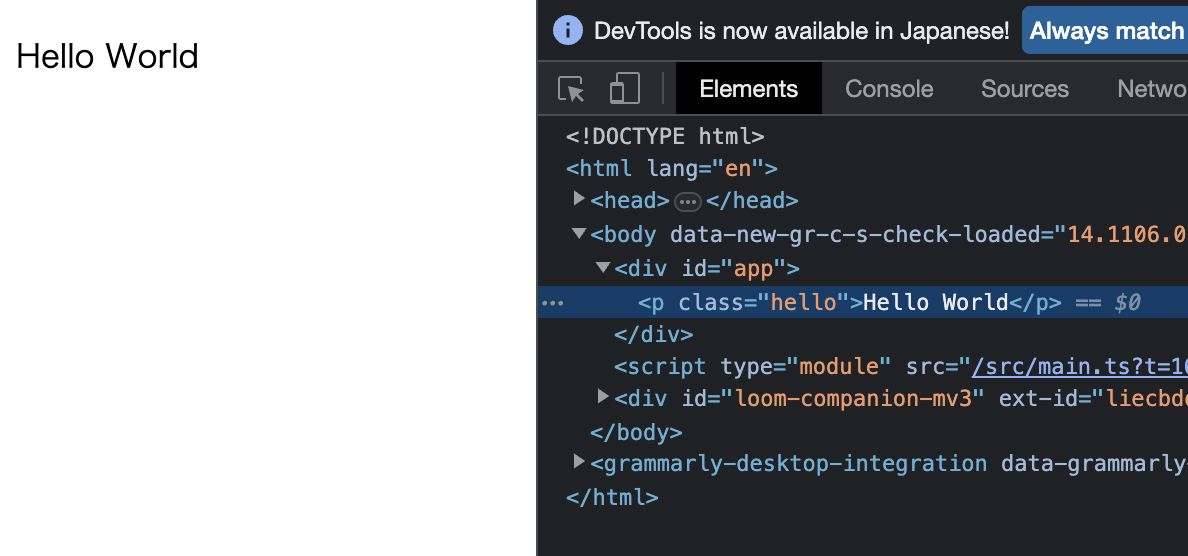 Hello World
DevTools is now available in Japanese!
Always match
Elements
Console
Sources
Netwo
<!DOCTYPE html>
<html lang="en">
<head> ••• </head>
<body data-new-gr-c-s-check-loaded="14.1106.0
<div id="app">
••• <p class="hello">Hello World</p> == $0
</div>
<script type="module" src="/src/main.ts?t=16
<div id="loom-companion-mv3" ext-id="liecbdd
</body>
<grammarly-desktop-integration data-grammarly-
</html>